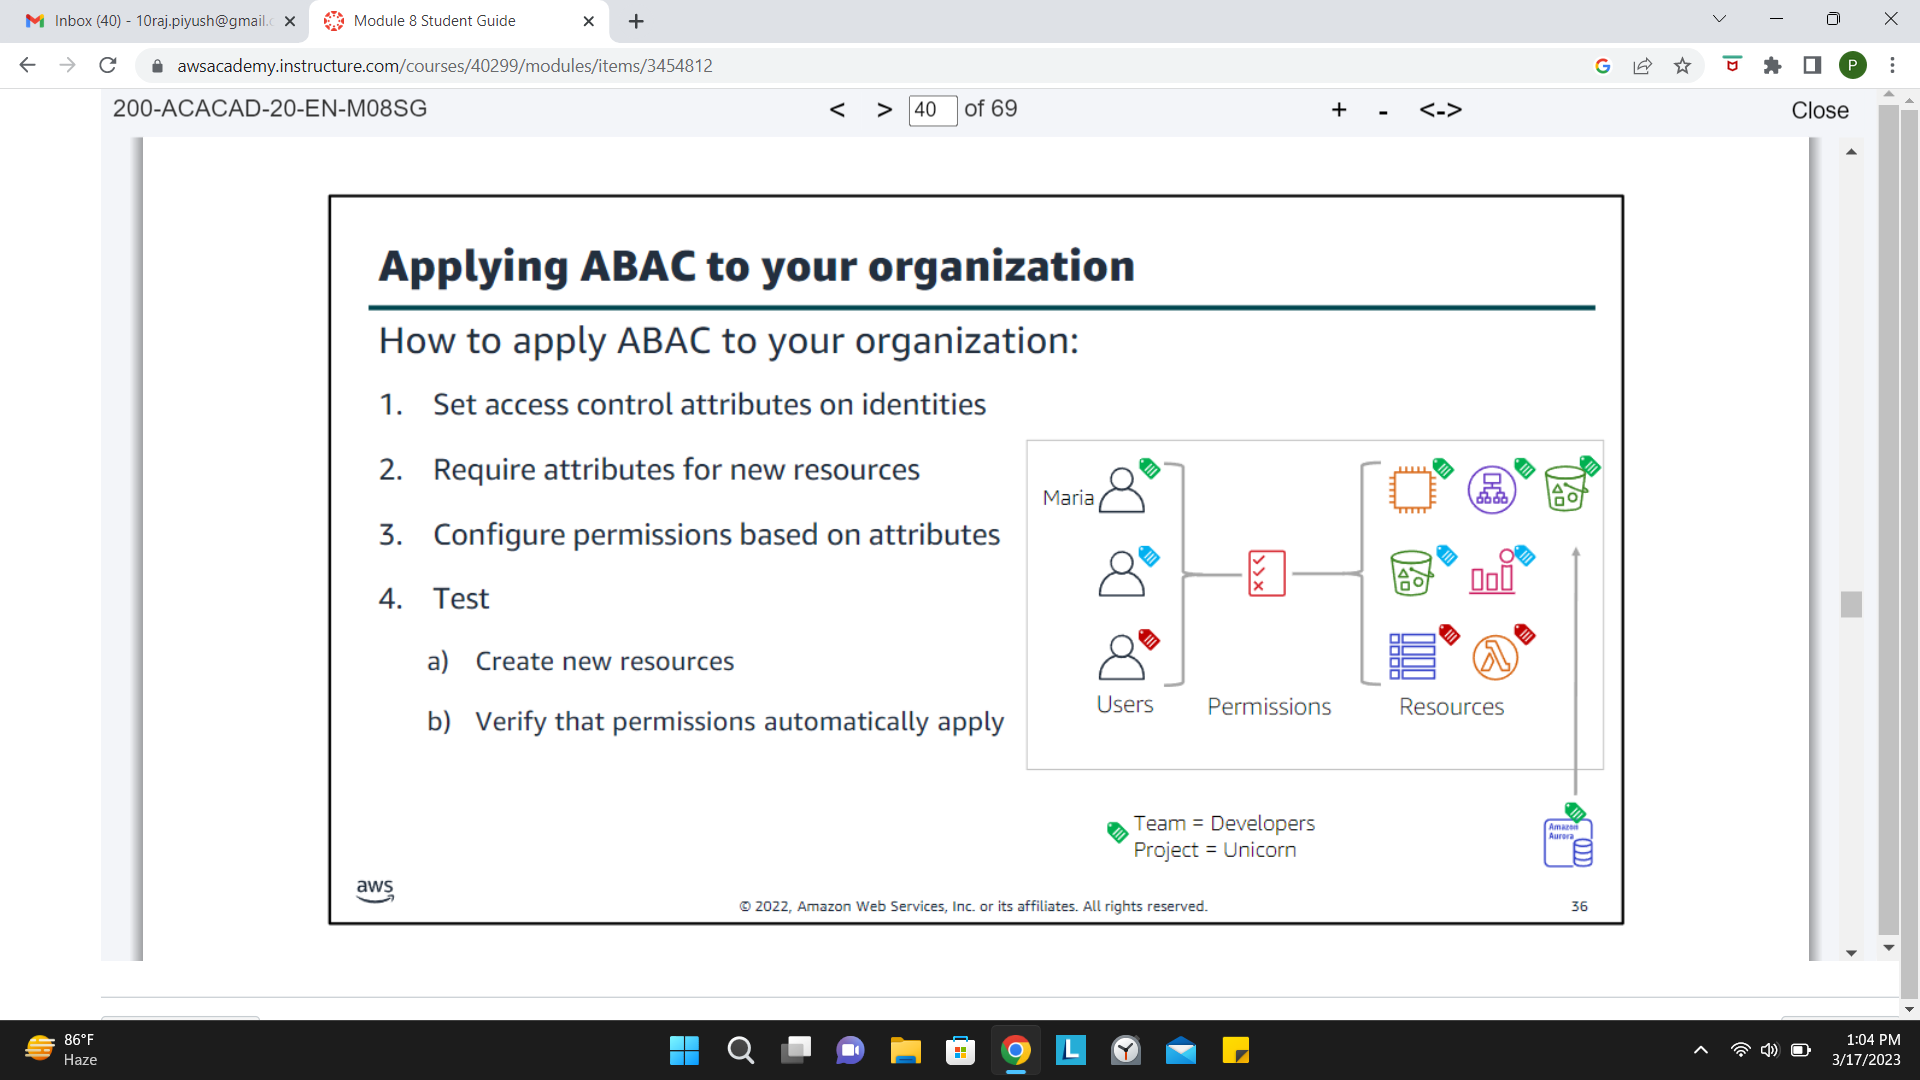 Inbox (40) - 10raj.piyush@gmail.c
Module 8 Student Guide
awsacademy.instructure.com/courses/40299/modules/items/3454812
P
200-ACACAD-20-EN-M08SG
< > 40 of 69
+ - <->
Close
Applying ABAC to your organization
How to apply ABAC to your organization:
1. Set access control attributes on identities
2. Require attributes for new resources
3. Configure permissions based on attributes
4. Test
a) Create new resources
b) Verify that permissions automatically apply
Maria
Users
Permissions
Resources
Team = Developers
Project = Unicorn
Amazon
Aurora
aws
© 2022, Amazon Web Services, Inc. or its affiliates. All rights reserved.
36
86°F
Haze
L
1:04 PM
3/17/2023